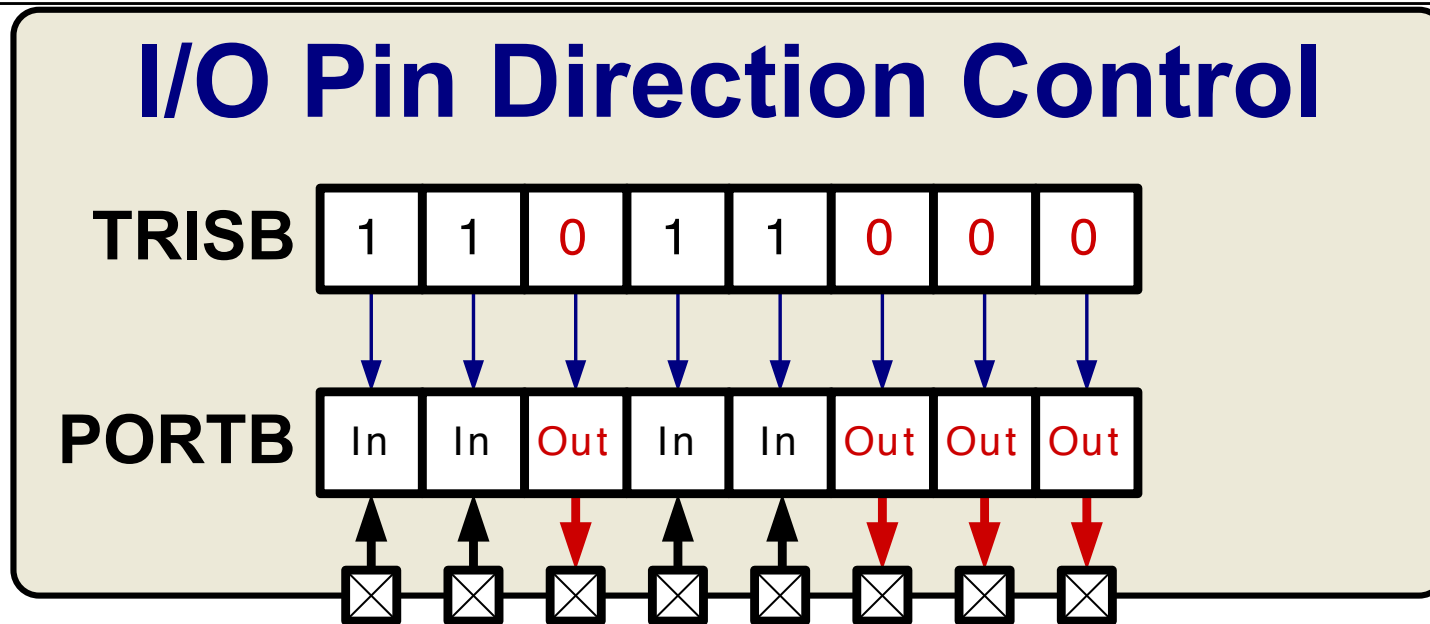 I/O Pin Direction Control
TRISB 1 1 0 1 1 0 0 0
PORTB In In Out In In Out Out Out